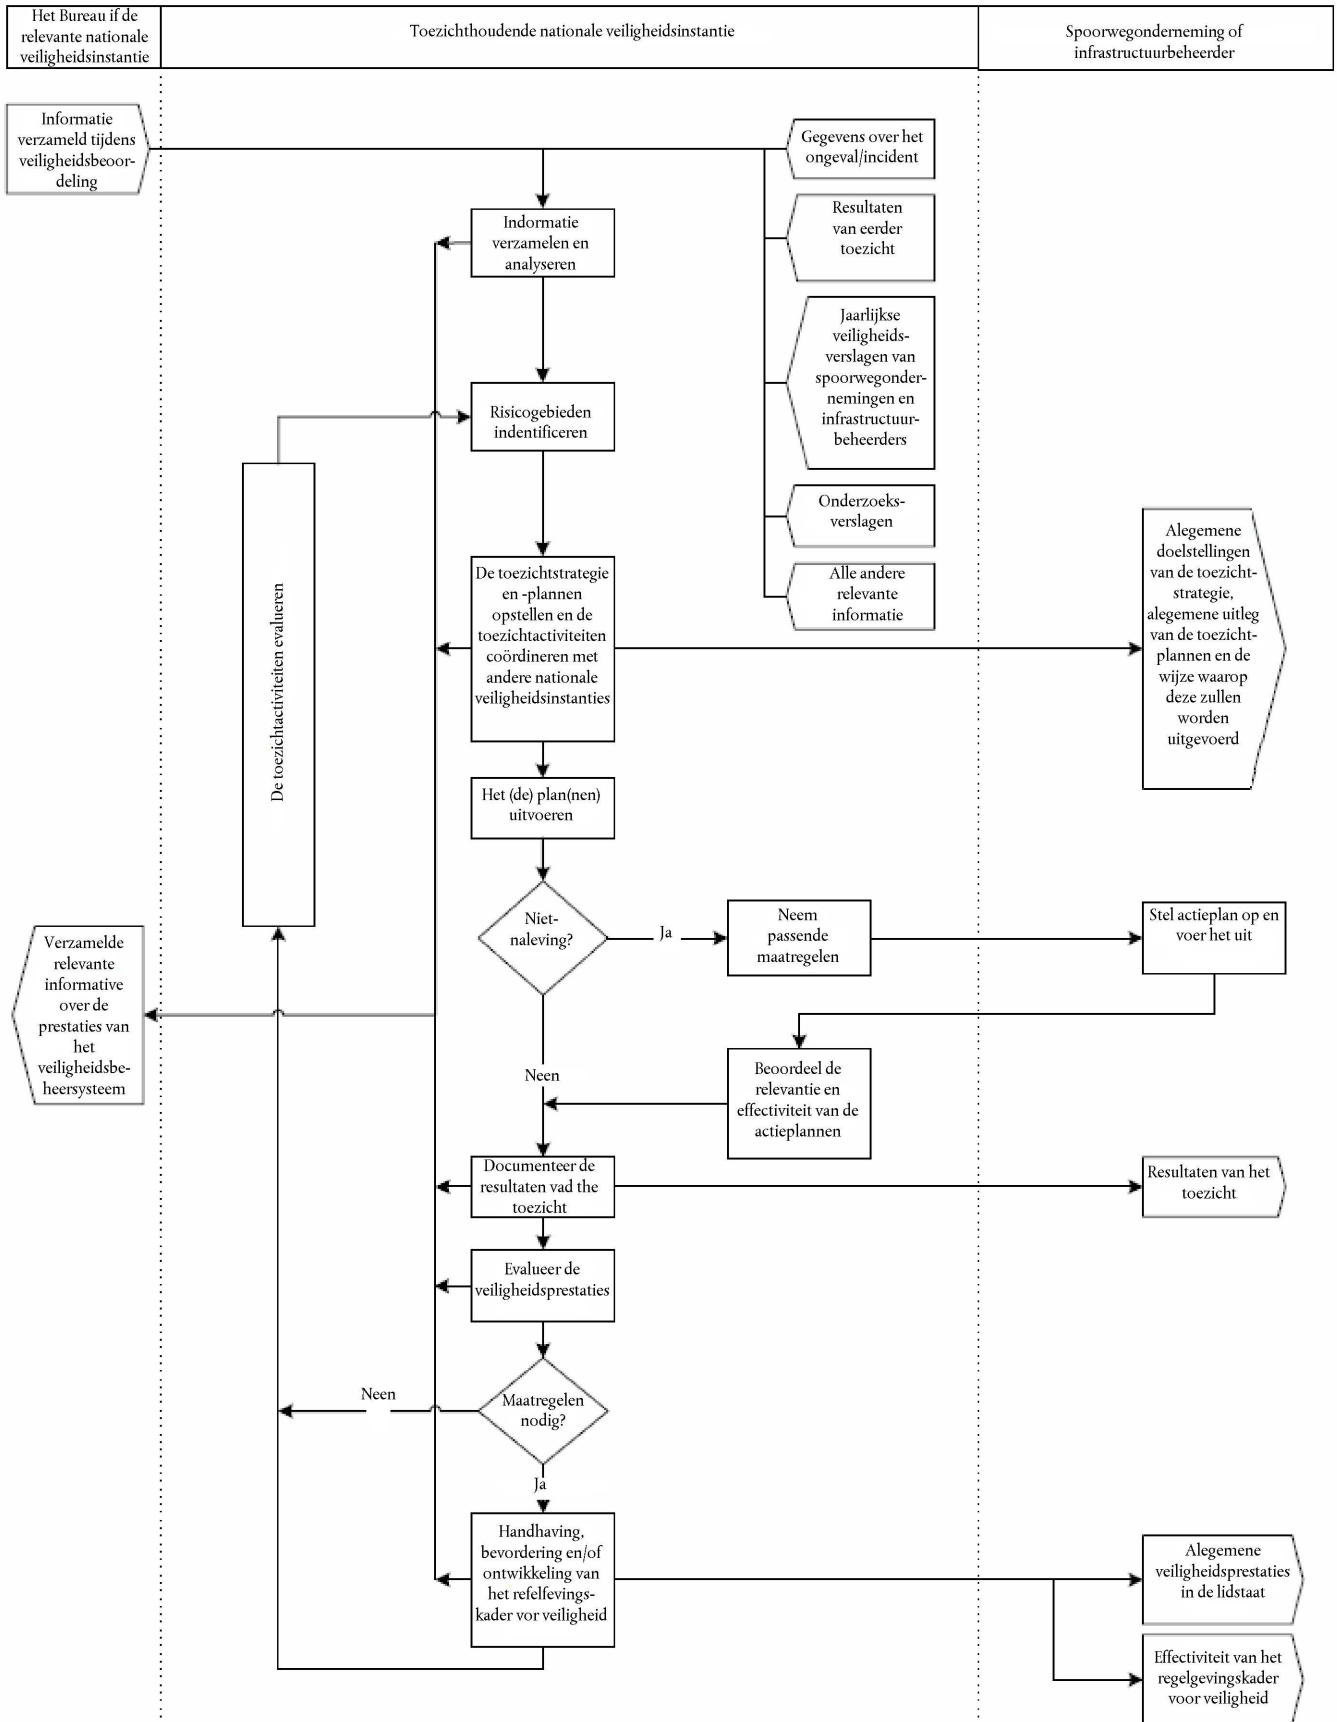 Het Bureau if de
relevante nationale
veiligheidsinstantie
Toezichthoudende nationale veiligheidsinstantie
Spoorwegonderneming of
infrastructuurbeheerder
Informatie
verzameld tijdens
veiligheidsbeoor-
deling
Gegevens over het
ongeval/incident
Resultaten
van eerder
toezicht
Indormatie
verzamelen en
analyseren
Jaarlijkse
veiligheids-
verslagen van
spoorwegonder-
nemingen en
infrastructuur-
beheerders
Risicogebieden
indentificeren
Onderzoeks-
verslagen
Alle andere
relevante
informatie
De toezichtstrategie
en -plannen
opstellen en de
toezichtactiviteiten
coördineren met
andere nationale
veiligheidsinstanties
Alegemene
doelstellingen
van de toezicht-
strategie,
alegemene uitleg
van de toezicht-
plannen en de
wijze waarop
deze zullen
worden
uitgevoerd
De toezichtactiviteiten evalueren
Het (de) plan(nen)
uitvoeren
Niet-
naleving?
Ja
Neem
passende
maatregelen
Stel actieplan op en
voer het uit
Verzamelde
relevante
informative
over de
prestaties van
het
veiligheidsbe-
heersysteem
Neen
Beoordeel de
relevantie en
effectiviteit van de
actieplannen
Documenteer de
resultaten vad the
toezicht
Resultaten van het
toezicht
Evalueer de
veiligheidsprestaties
Maatregelen
nodig?
Neen
Ja
Handhaving,
bevordering en/of
ontwikkeling van
het refelfevings-
kader vor veiligheid
Alegemene
veiligheidsprestaties
in de lidstaat
Effectiviteit van het
regelgevingskader
voor veiligheid